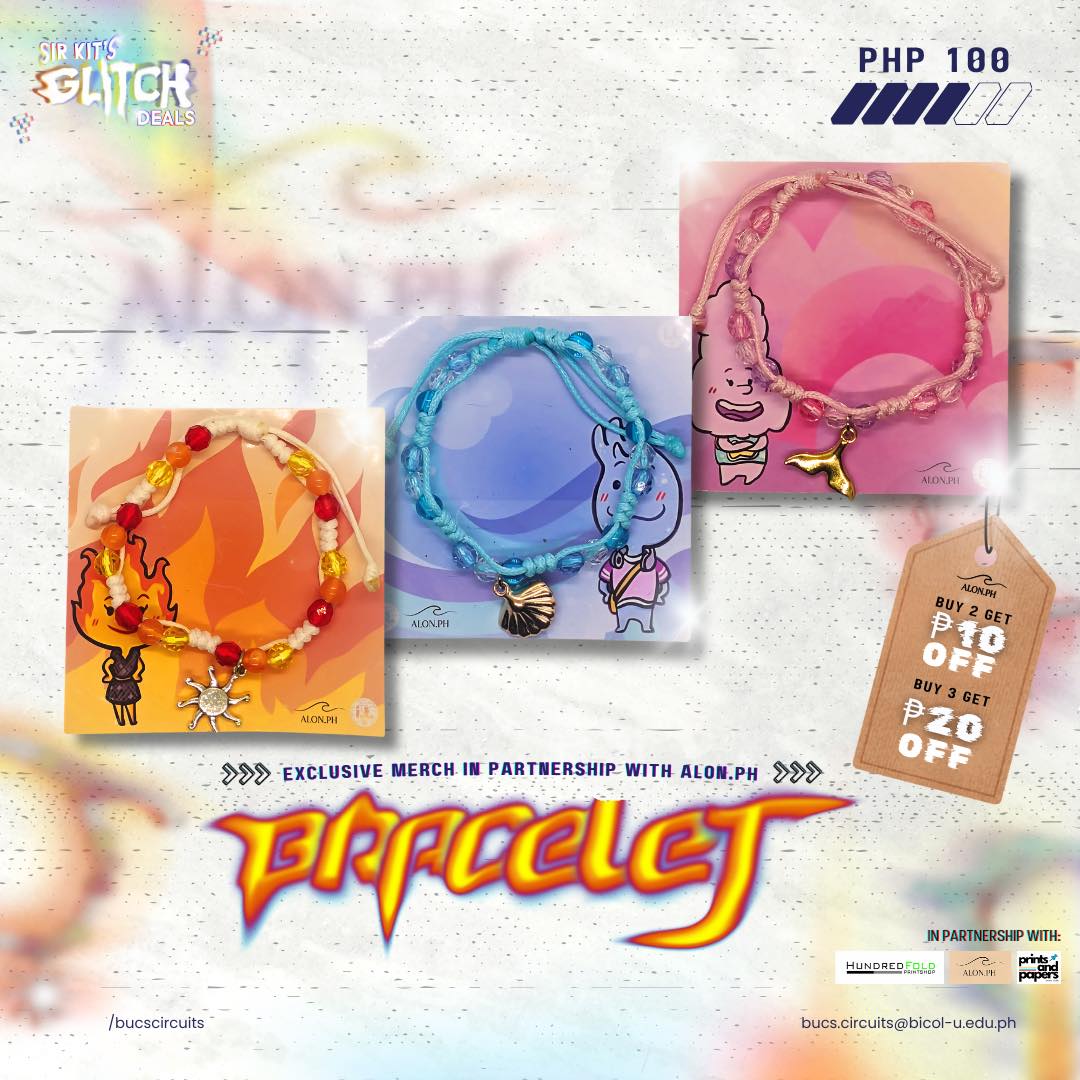 SIR KIT'S
GLITCH
DEALS
PHP 100
ALON.PH
ALON.PH
ALON.PH
ALON.PH
ALON.PH
BUY 2 GET
₱10
OFF
BUY 3 GET
₱20
OFF
EXCLUSIVE MERCH IN PARTNERSHIP WITH ALON.PH
BRACELET
IN PARTNERSHIP WITH:
HUNDREDFOLD
PRINTSHOP
ALON.PH
prints
and
papers
/bucscircuits
bucs.circuits@bicol-u.edu.ph